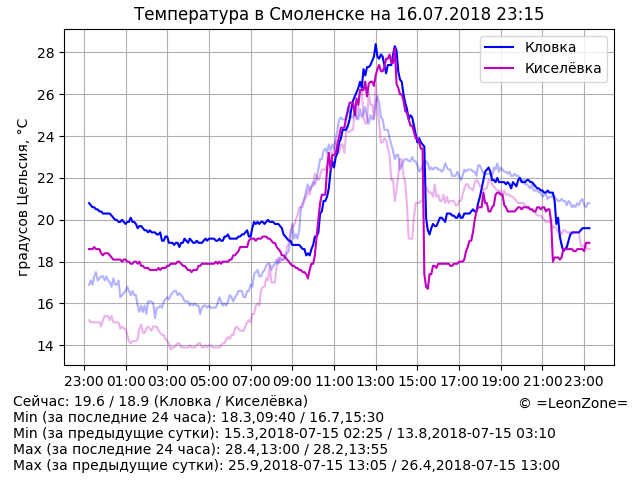 Температура в Смоленске на 16.07.2018 23:15
градусов Цельсия, °C
28
26
24
22
20
18
16
14
Кловка
Киселёвка
23:00 01:00 03:00 05:00 07:00 09:00 11:00 13:00 15:00 17:00 19:00 21:00 23:00
Сейчас: 19.6 / 18.9 (Кловка / Киселёвка)
© =LeonZone=
Min (за последние 24 часа): 18.3,09:40 / 16.7,15:30
Min (за предыдущие сутки): 15.3,2018-07-15 02:25 / 13.8,2018-07-15 03:10
Max (за последние 24 часа): 28.4,13:00 / 28.2,13:55
Max (за предыдущие сутки): 25.9,2018-07-15 13:05 / 26.4,2018-07-15 13:00